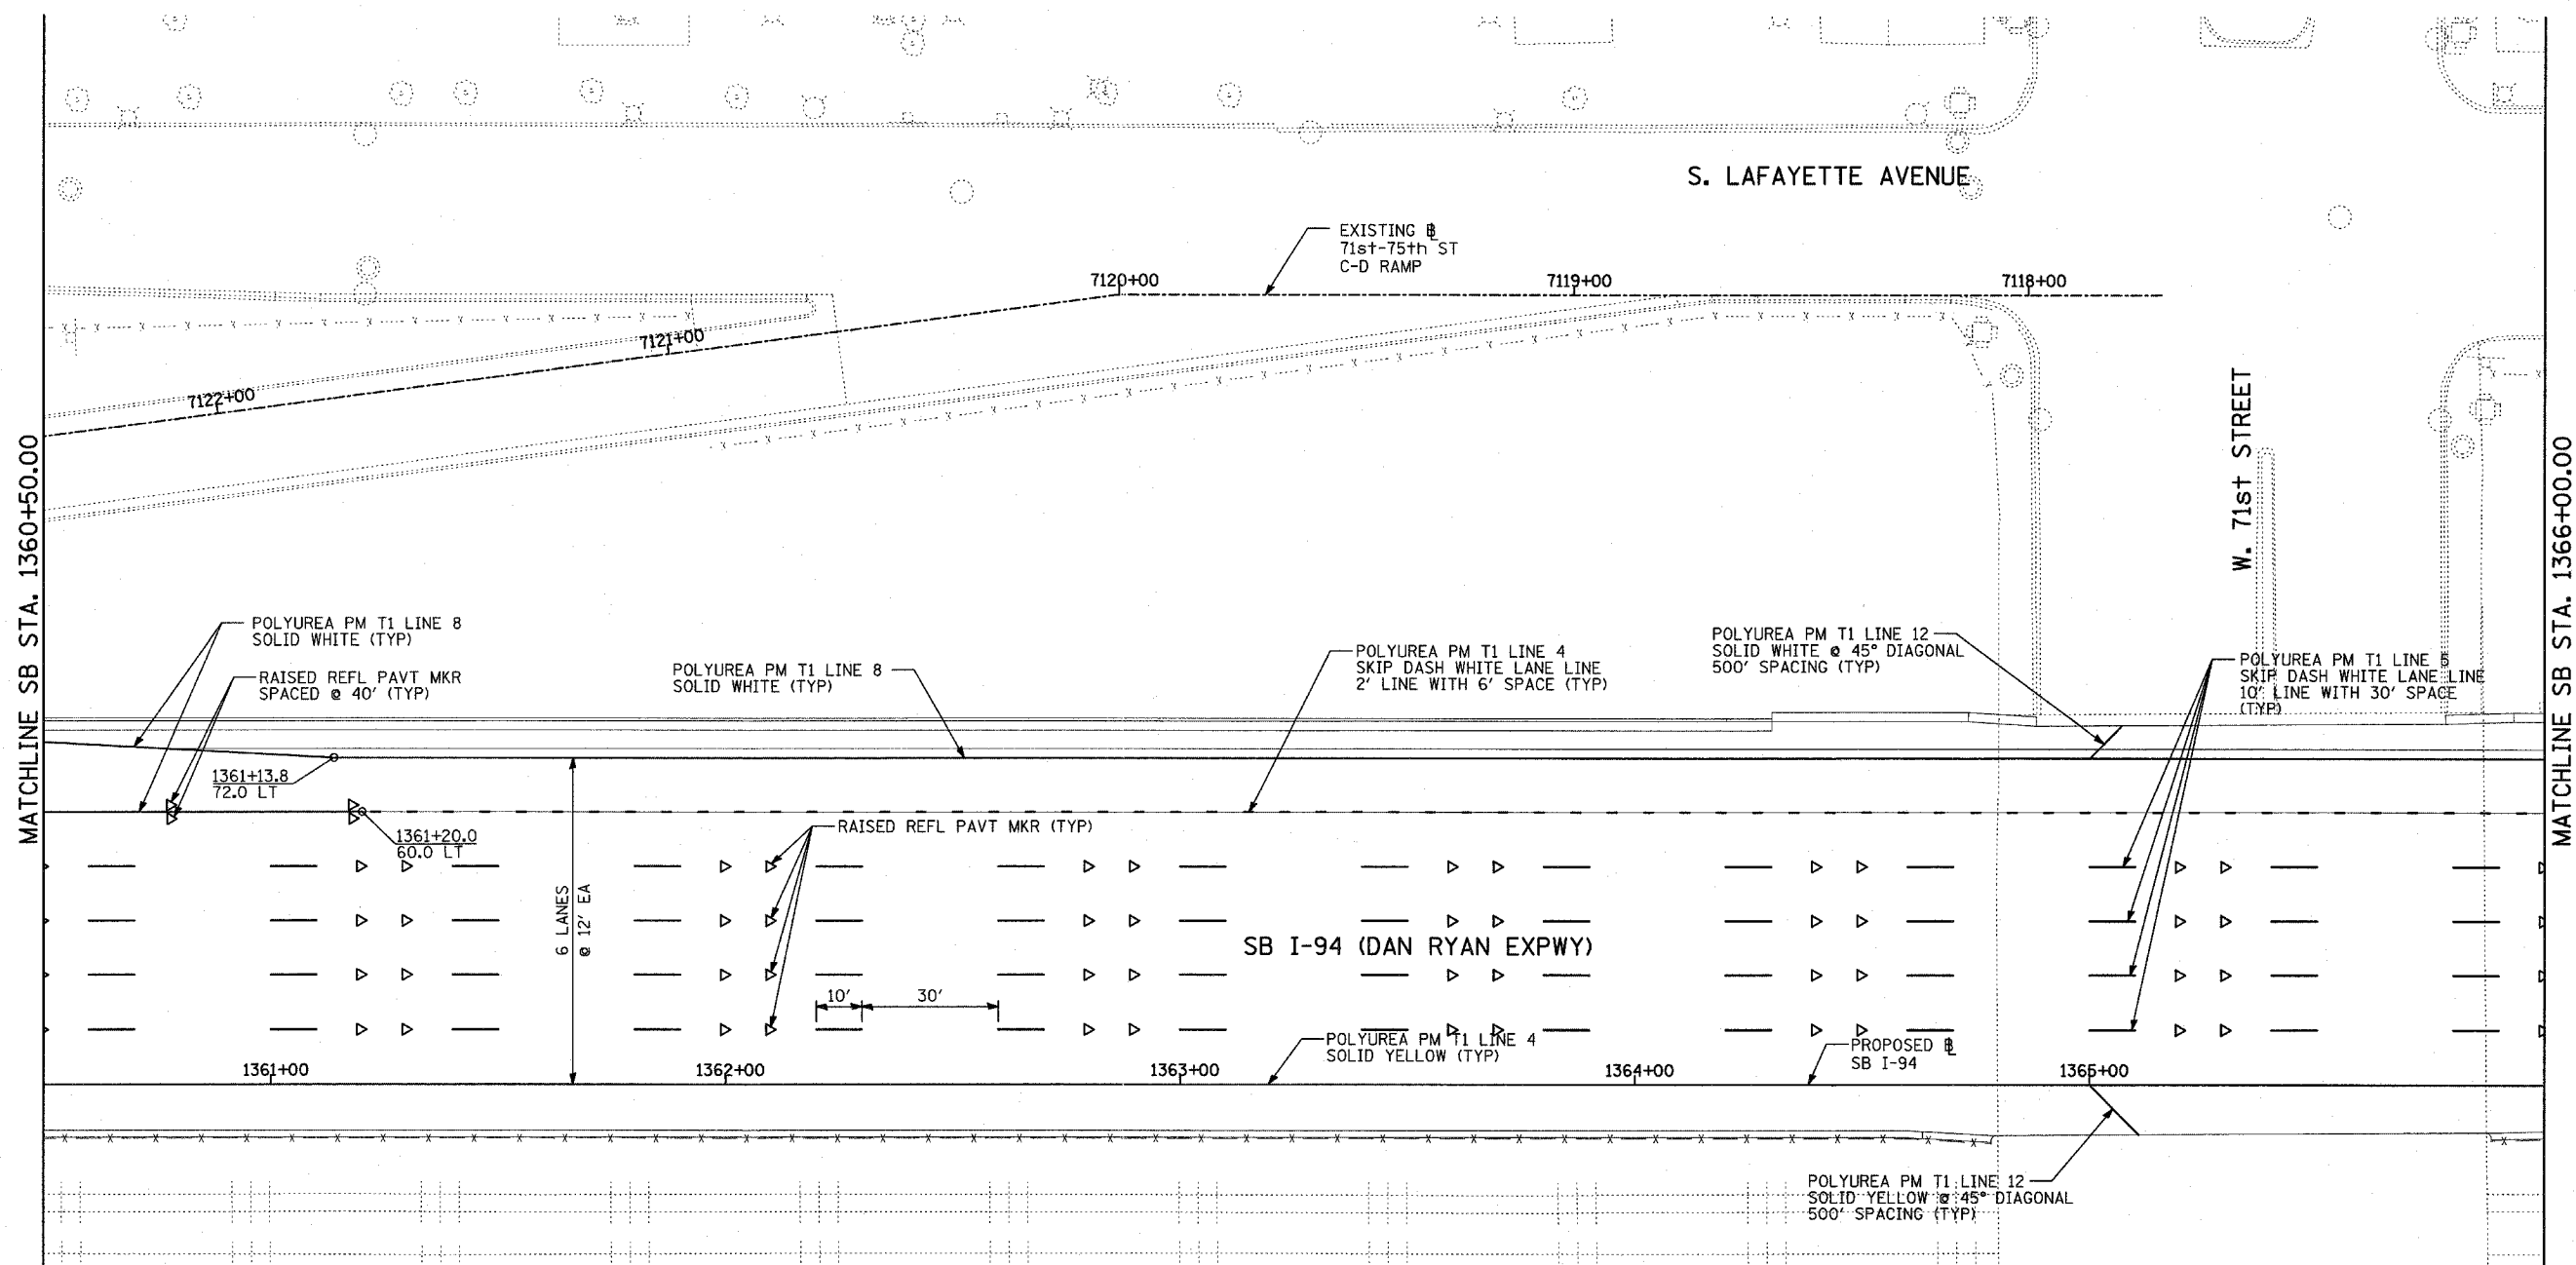 S. LAFAYETTE AVENUE
EXISTING ℄
71st-75th ST
C-D RAMP
7120+00
7119+00
7118+00
7121+00
7122+00
W. 71st STREET
MATCHLINE SB STA. 1360+50.00
MATCHLINE SB STA. 1366+00.00
POLYUREA PM T1 LINE 8
SOLID WHITE (TYP)
RAISED REFL PAVT MKR
SPACED @ 40' (TYP)
POLYUREA PM T1 LINE 8
SOLID WHITE (TYP)
POLYUREA PM T1 LINE 4
SKIP DASH WHITE LANE LINE
2' LINE WITH 6' SPACE (TYP)
POLYUREA PM T1 LINE 12
SOLID WHITE @ 45° DIAGONAL
500' SPACING (TYP)
POLYUREA PM T1 LINE 5
SKIP DASH WHITE LANE LINE
10' LINE WITH 30' SPACE
(TYP)
1361+13.8
72.0 LT
1361+20.0
60.0 LT
RAISED REFL PAVT MKR (TYP)
6 LANES
@ 12' EA
SB I-94 (DAN RYAN EXPWY)
10'
30'
POLYUREA PM T1 LINE 4
SOLID YELLOW (TYP)
PROPOSED ℄
SB I-94
1361+00
1362+00
1363+00
1364+00
1365+00
POLYUREA PM T1 LINE 12
SOLID YELLOW @ 45° DIAGONAL
500' SPACING (TYP)